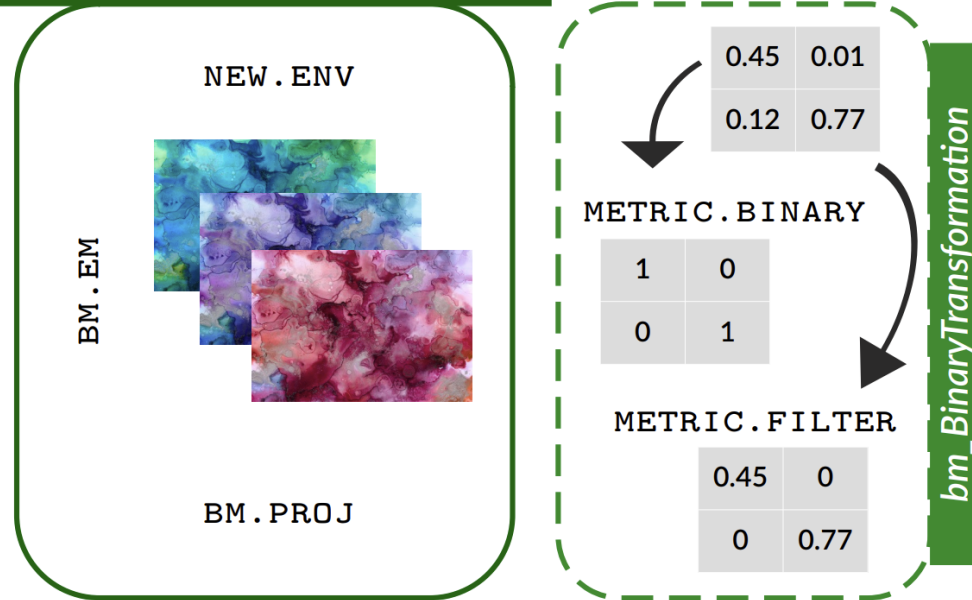 NEW.ENV
BM.EM
BM.PROJ
0.45 0.01
0.12 0.77
METRIC.BINARY
1 0
0 1
METRIC.FILTER
0.45 0
0 0.77
bm_BinaryTransformation